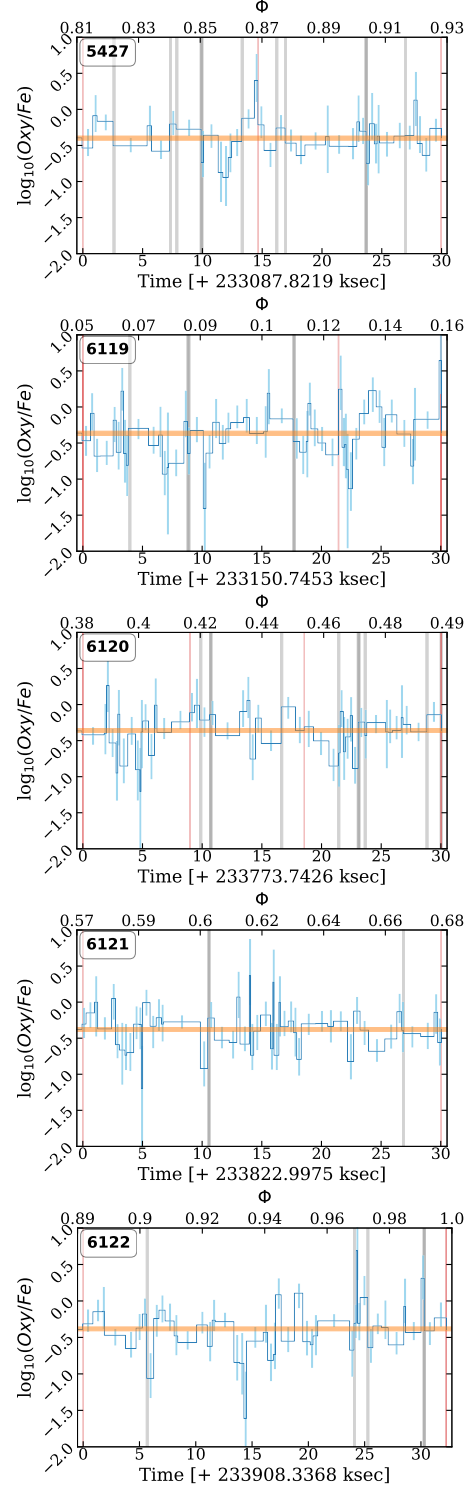 Φ
0.81 0.83 0.85 0.87 0.89 0.91 0.93
5427
1.0
0.5
0.0
−0.5
−1.0
−1.5
−2.0
log10(Oxy/Fe)
0 5 10 15 20 25 30
Time [+ 233087.8219 ksec]
Φ
0.05 0.07 0.09 0.1 0.12 0.14 0.16
6119
1.0
0.5
0.0
−0.5
−1.0
−1.5
−2.0
log10(Oxy/Fe)
0 5 10 15 20 25 30
Time [+ 233150.7453 ksec]
Φ
0.38 0.4 0.42 0.44 0.46 0.48 0.49
6120
1.0
0.5
0.0
−0.5
−1.0
−1.5
−2.0
log10(Oxy/Fe)
0 5 10 15 20 25 30
Time [+ 233773.7426 ksec]
Φ
0.57 0.59 0.6 0.62 0.64 0.66 0.68
6121
1.0
0.5
0.0
−0.5
−1.0
−1.5
−2.0
log10(Oxy/Fe)
0 5 10 15 20 25 30
Time [+ 233822.9975 ksec]
Φ
0.89 0.9 0.92 0.94 0.96 0.98 1.0
6122
1.0
0.5
0.0
−0.5
−1.0
−1.5
−2.0
log10(Oxy/Fe)
0 5 10 15 20 25 30
Time [+ 233908.3368 ksec]